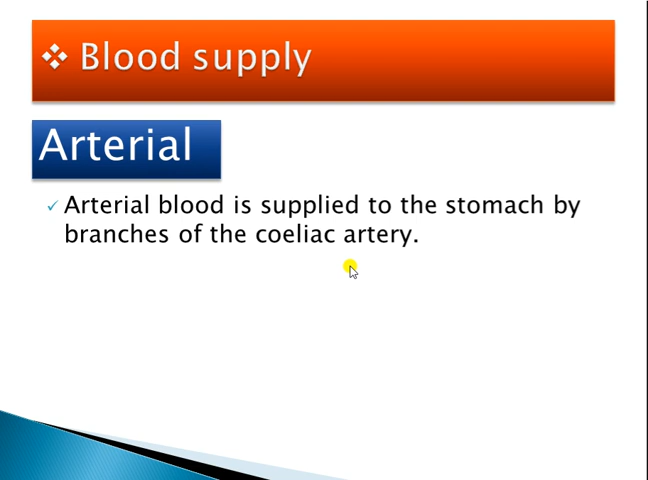 ❖ Blood supply
Arterial
✓ Arterial blood is supplied to the stomach by
branches of the coeliac artery.